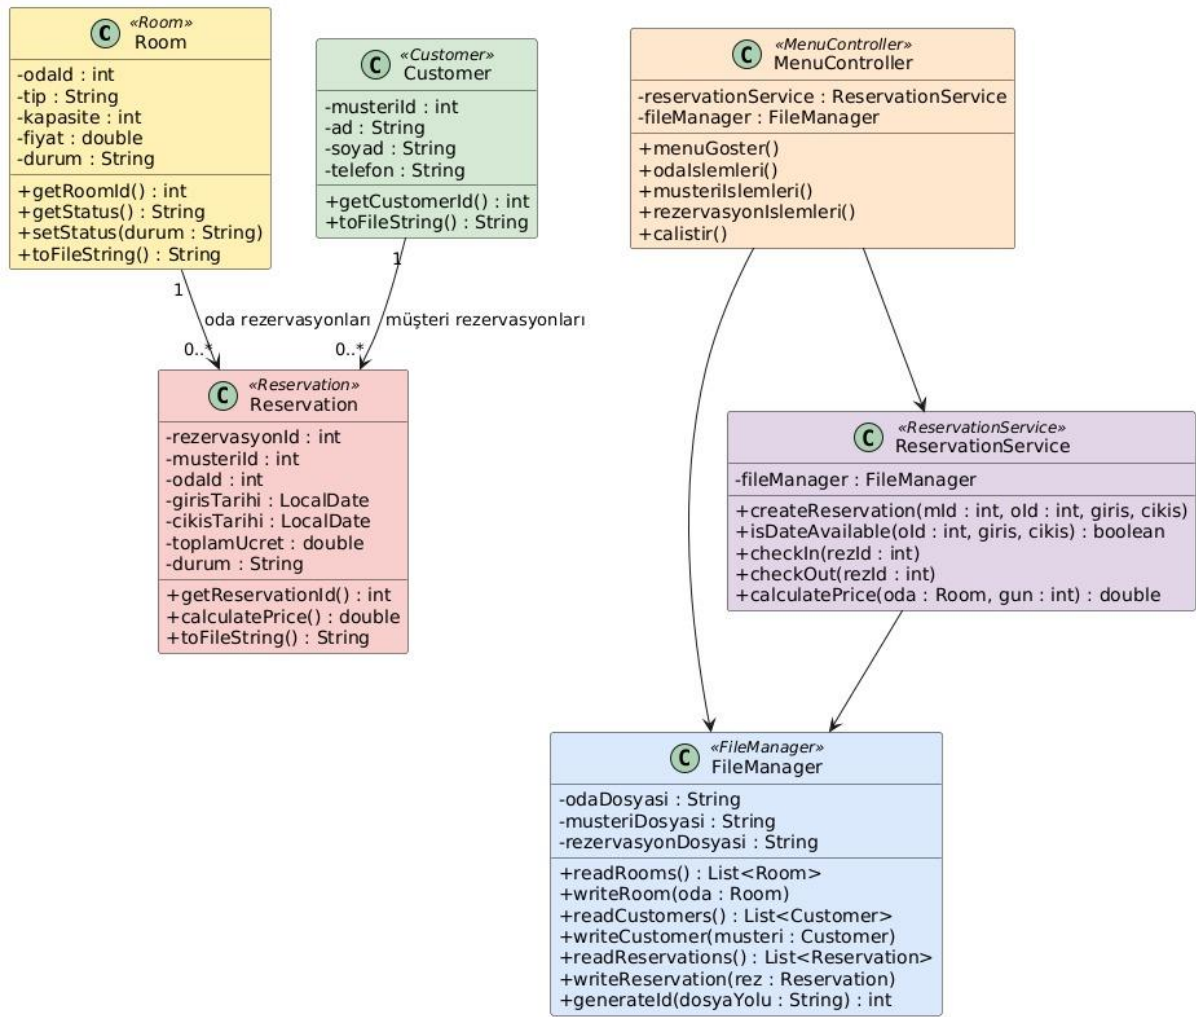 C «Room»
Room
-odaId : int
-tip : String
-kapasite : int
-fiyat : double
-durum : String
+getRoomId() : int
+getStatus() : String
+setStatus(durum : String)
+toFileString() : String
C «Customer»
Customer
-musteriId : int
-ad : String
-soyad : String
-telefon : String
+getCustomerId() : int
+toFileString() : String
C «MenuController»
MenuController
-reservationService : ReservationService
-fileManager : FileManager
+menuGoster()
+odaIslemleri()
+musteriIslemleri()
+rezervasyonIslemleri()
+calistir()
1
oda rezervasyonları
0..*
1
müşteri rezervasyonları
0..*
C «Reservation»
Reservation
-rezervasyonId : int
-musteriId : int
-odaId : int
-girisTarihi : LocalDate
-cikisTarihi : LocalDate
-toplamUcret : double
-durum : String
+getReservationId() : int
+calculatePrice() : double
+toFileString() : String
C «ReservationService»
ReservationService
-fileManager : FileManager
+createReservation(mId : int, oId : int, giris, cikis)
+isDateAvailable(oId : int, giris, cikis) : boolean
+checkIn(rezId : int)
+checkOut(rezId : int)
+calculatePrice(oda : Room, gun : int) : double
C «FileManager»
FileManager
-odaDosyasi : String
-musteriDosyasi : String
-rezervasyonDosyasi : String
+readRooms() : List<Room>
+writeRoom(oda : Room)
+readCustomers() : List<Customer>
+writeCustomer(musteri : Customer)
+readReservations() : List<Reservation>
+writeReservation(rez : Reservation)
+generateId(dosyaYolu : String) : int